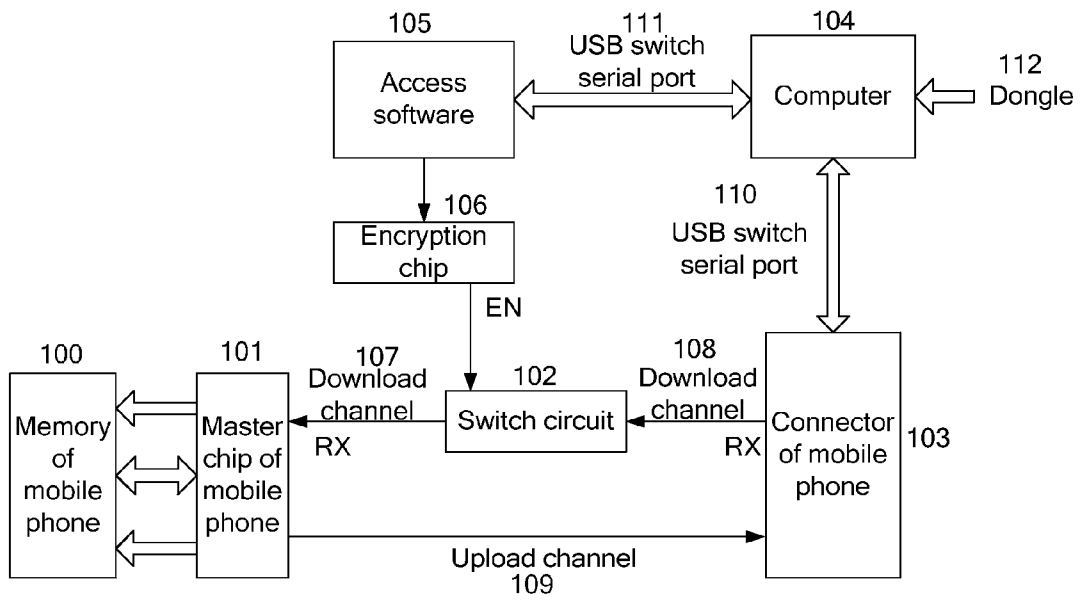 105
Access
software
111
USB switch
serial port
104
Computer
112
Dongle
106
Encryption
chip
EN
110
USB switch
serial port
100
Memory
of
mobile
phone
101
Master
chip of
mobile
phone
107
Download
channel
RX
102
Switch circuit
108
Download
channel
RX
Connector
of mobile
phone
103
Upload channel
109